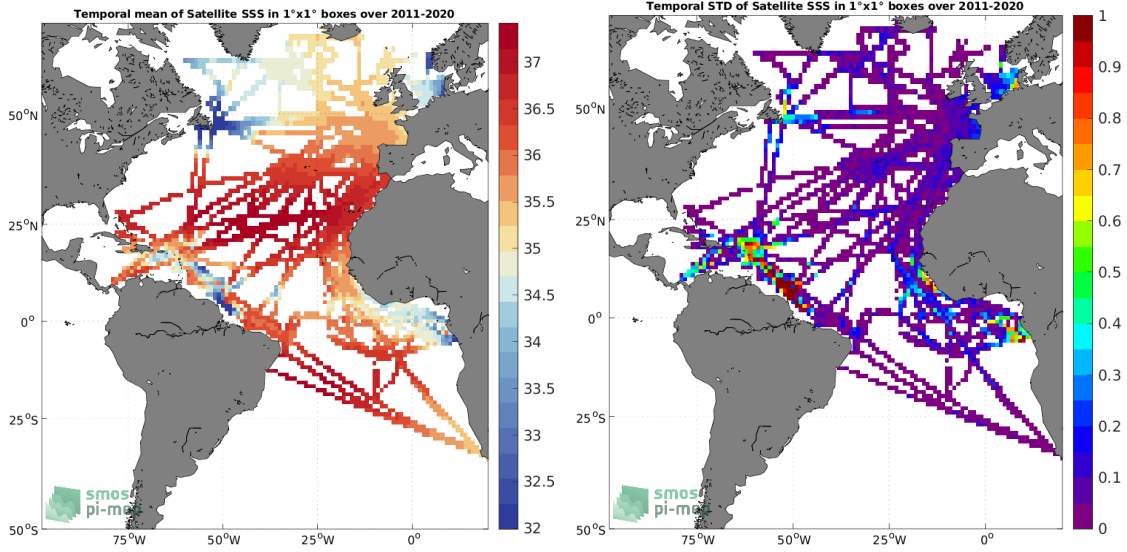 Temporal mean of Satellite SSS in 1°x1° boxes over 2011-2020
50°N
25°N
0°
25°S
50°S
75°W
50°W
25°W
0°
37
36.5
36
35.5
35
34.5
34
33.5
33
32.5
32
smos
pi-mep
Temporal STD of Satellite SSS in 1°x1° boxes over 2011-2020
50°N
25°N
0°
25°S
50°S
75°W
50°W
25°W
0°
1
0.9
0.8
0.7
0.6
0.5
0.4
0.3
0.2
0.1
0
smos
pi-mep